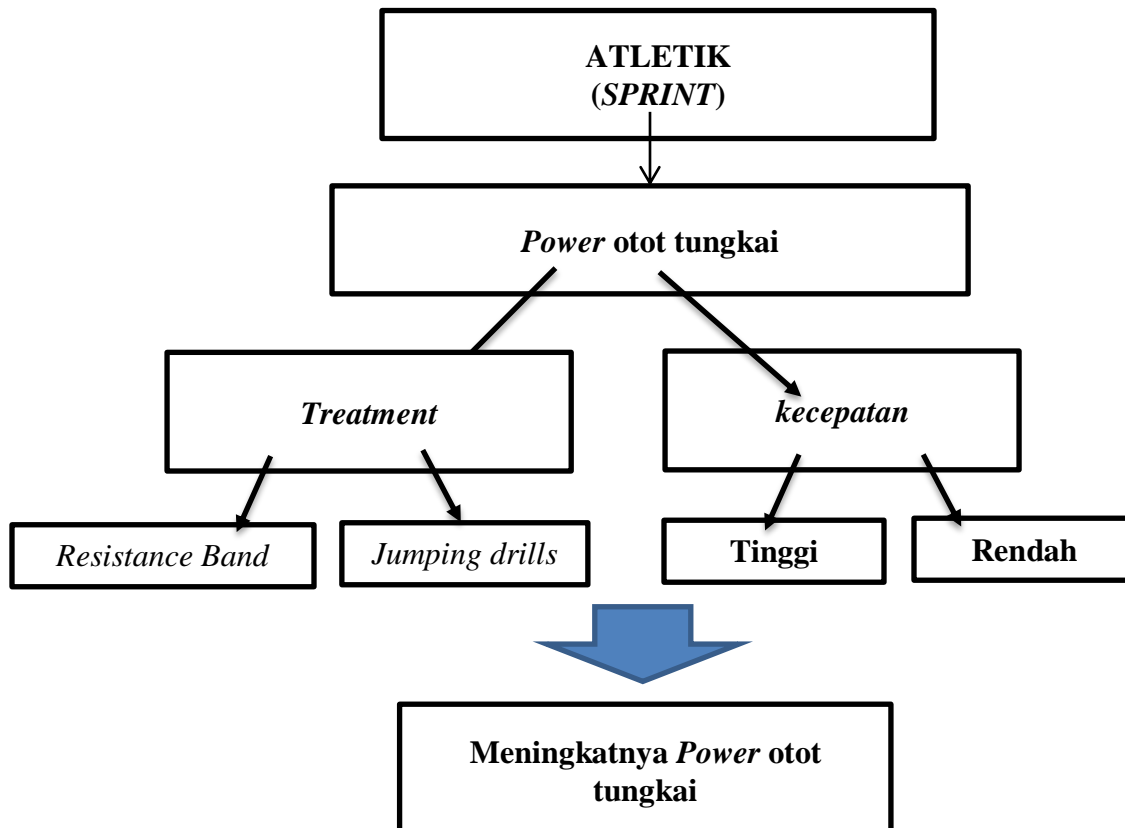 ATLETIK
(SPRINT)
Power otot tungkai
Treatment
kecepatan
Resistance Band
Jumping drills
Tinggi
Rendah
Meningkatnya Power otot
tungkai